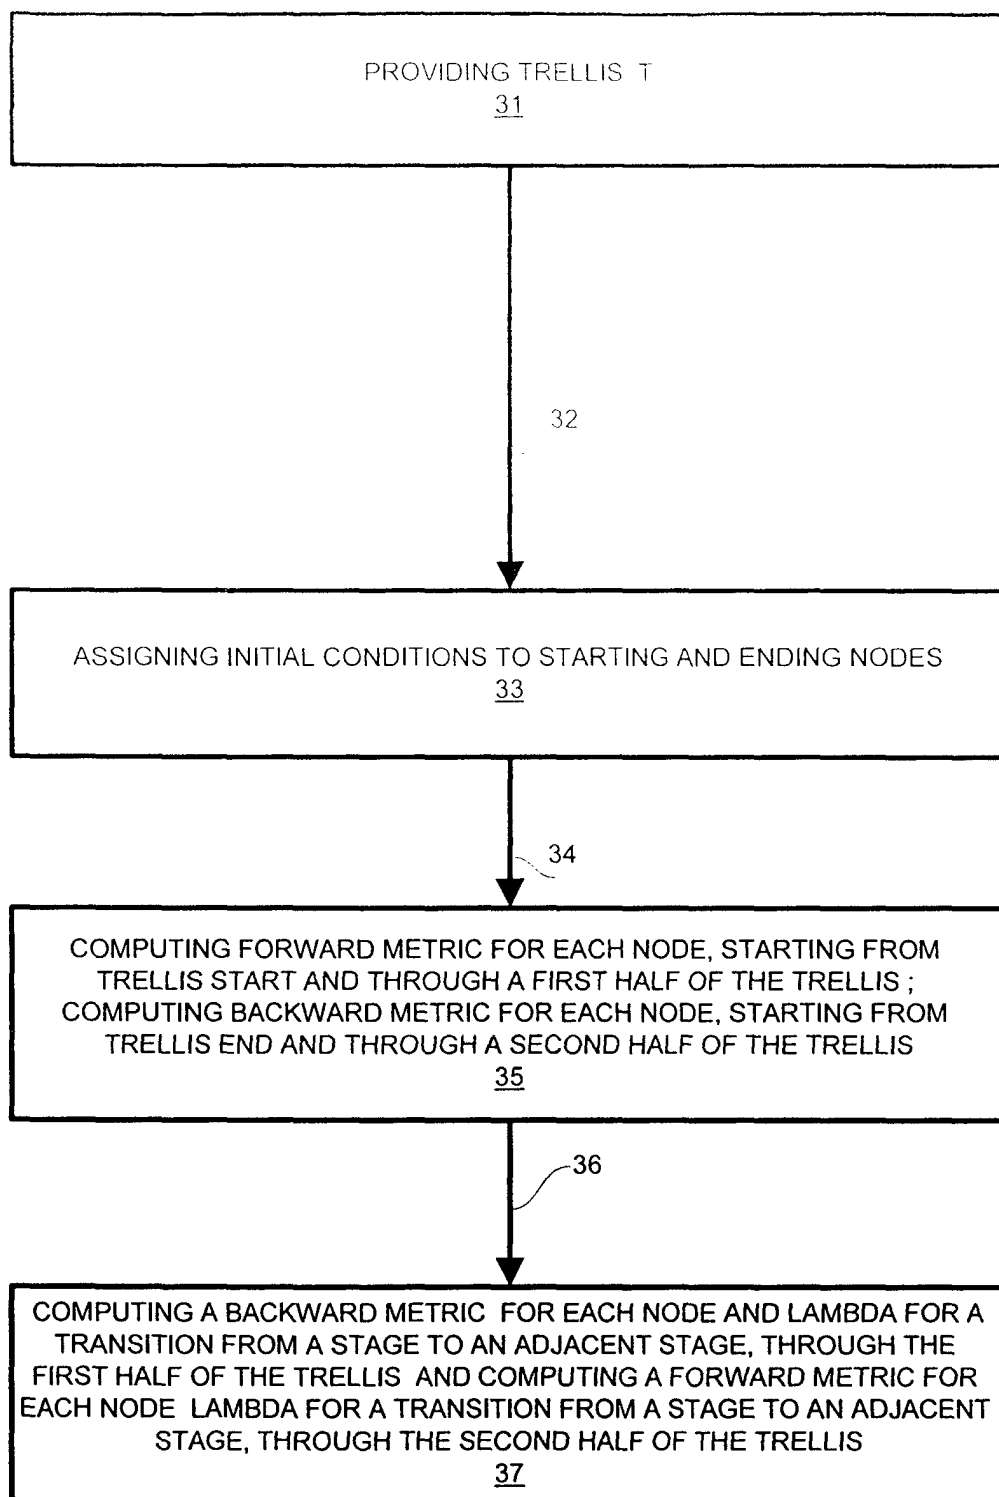 PROVIDING TRELLIS T
31
32
ASSIGNING INITIAL CONDITIONS TO STARTING AND ENDING NODES
33
34
COMPUTING FORWARD METRIC FOR EACH NODE, STARTING FROM
TRELLIS START AND THROUGH A FIRST HALF OF THE TRELLIS ;
COMPUTING BACKWARD METRIC FOR EACH NODE, STARTING FROM
TRELLIS END AND THROUGH A SECOND HALF OF THE TRELLIS
35
36
COMPUTING A BACKWARD METRIC FOR EACH NODE AND LAMBDA FOR A
TRANSITION FROM A STAGE TO AN ADJACENT STAGE, THROUGH THE
FIRST HALF OF THE TRELLIS AND COMPUTING A FORWARD METRIC FOR
EACH NODE LAMBDA FOR A TRANSITION FROM A STAGE TO AN ADJACENT
STAGE, THROUGH THE SECOND HALF OF THE TRELLIS
37